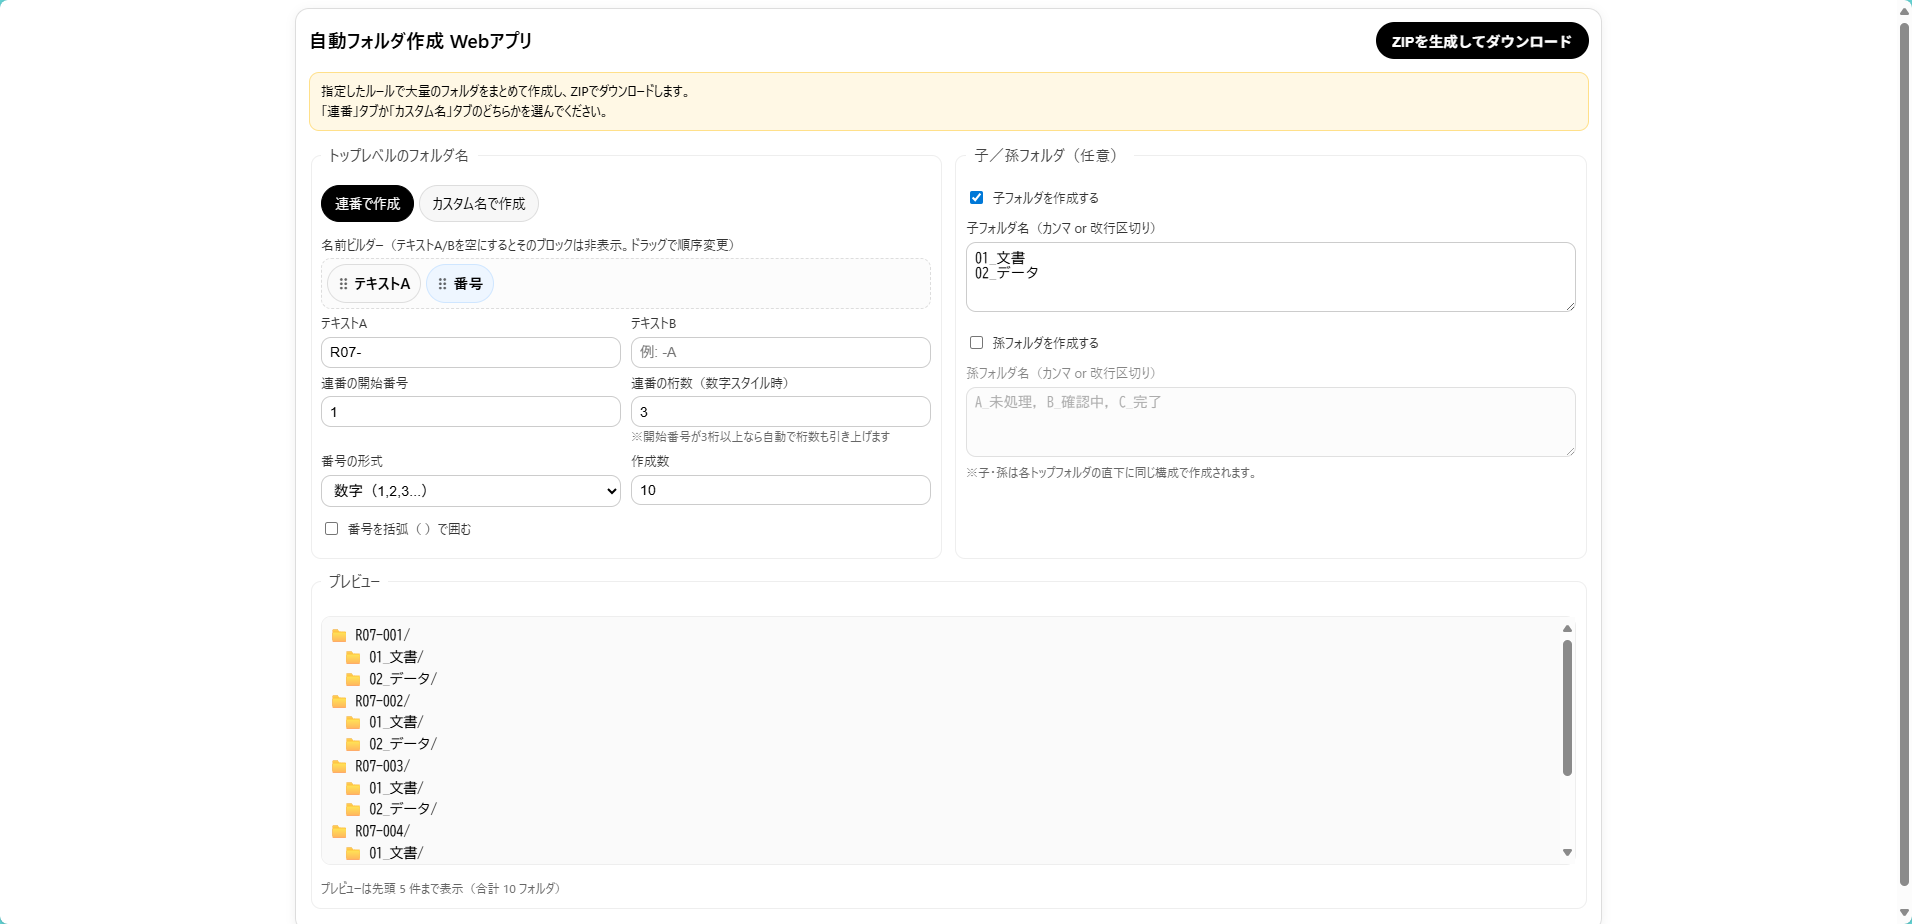 自動フォルダ作成 Webアプリ
ZIPを生成してダウンロード
指定したルールで大量のフォルダをまとめて作成し、ZIPでダウンロードします。
「連番」タブか「カスタム名」タブのどちらかを選んでください。
トップレベルのフォルダ名
連番で作成
カスタム名で作成
名前ビルダー（テキストA/Bを空にするとそのブロックは非表示。ドラッグで順序変更）
テキストA
番号
テキストA
テキストB
R07-
例: -A
連番の開始番号
連番の桁数（数字スタイル時）
1
3
※開始番号が3桁以上なら自動で桁数も引き上げます
番号の形式
作成数
数字（1,2,3...）
10
番号を括弧（ ）で囲む
子／孫フォルダ（任意）
子フォルダを作成する
子フォルダ名（カンマ or 改行区切り）
01_文書
02_データ
孫フォルダを作成する
孫フォルダ名（カンマ or 改行区切り）
A_未処理, B_確認中, C_完了
※子・孫は各トップフォルダの直下に同じ構成で作成されます。
プレビュー
R07-001/
01_文書/
02_データ/
R07-002/
01_文書/
02_データ/
R07-003/
01_文書/
02_データ/
R07-004/
01_文書/
プレビューは先頭 5 件まで表示（合計 10 フォルダ）